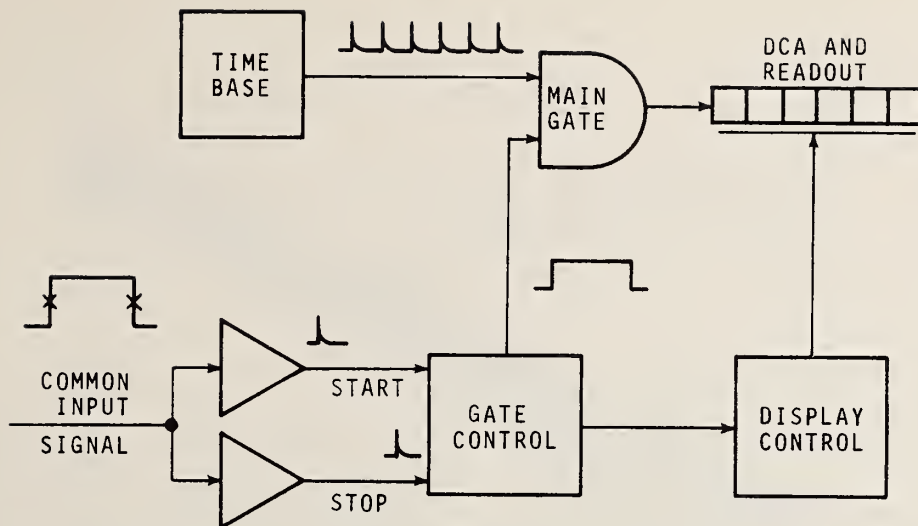 TIME
BASE
MAIN
GATE
DCA AND
READOUT
COMMON
INPUT
SIGNAL
START
STOP
GATE
CONTROL
DISPLAY
CONTROL